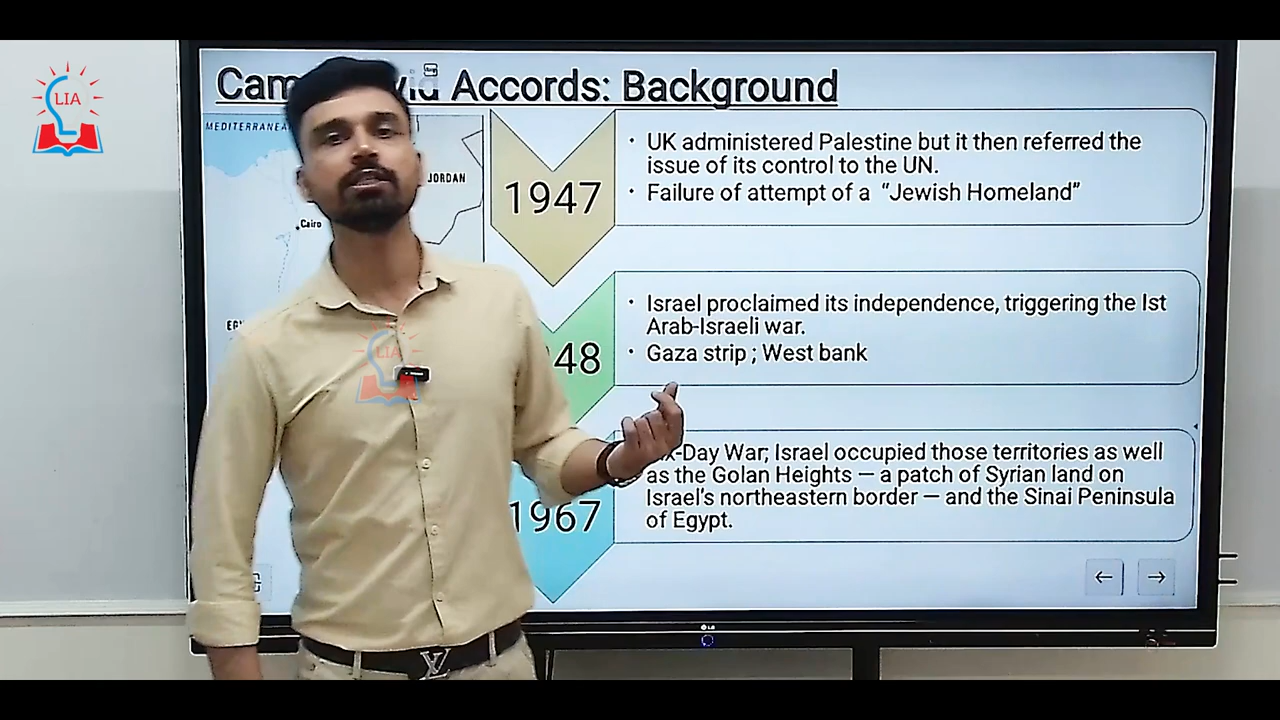 LIA
Accords: Background
MEDITERRANEA
JORDAN
Cairo
1947
• UK administered Palestine but it then referred the
issue of its control to the UN.
• Failure of attempt of a “Jewish Homeland”
48
• Israel proclaimed its independence, triggering the Ist
Arab-Israeli war.
• Gaza strip ; West bank
1967
-Day War; Israel occupied those territories as well
as the Golan Heights — a patch of Syrian land on
Israel's northeastern border — and the Sinai Peninsula
of Egypt.
LIA
LG